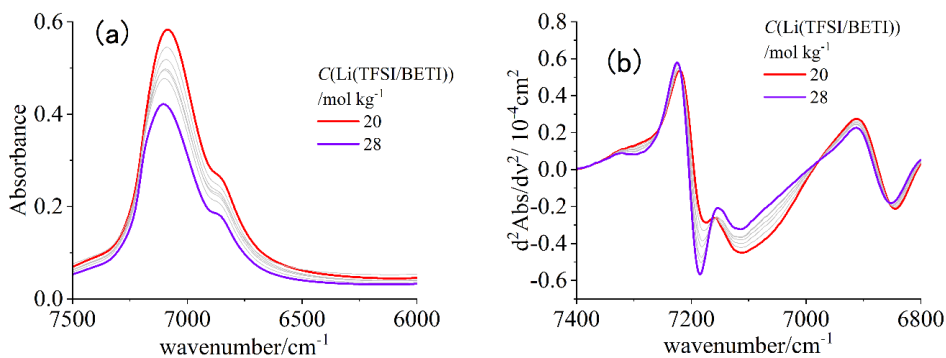 (a)
0.6
0.4
0.2
0.0
Absorbance
C(Li(TFSI/BETI))
/mol kg⁻¹
20
28
7500 7000 6500 6000
wavenumber/cm⁻¹
(b)
0.8
0.6
0.4
0.2
0.0
-0.2
-0.4
-0.6
d²Abs/dν²/ 10⁻⁴cm²
C(Li(TFSI/BETI))
/mol kg⁻¹
20
28
7400 7200 7000 6800
wavenumber/cm⁻¹